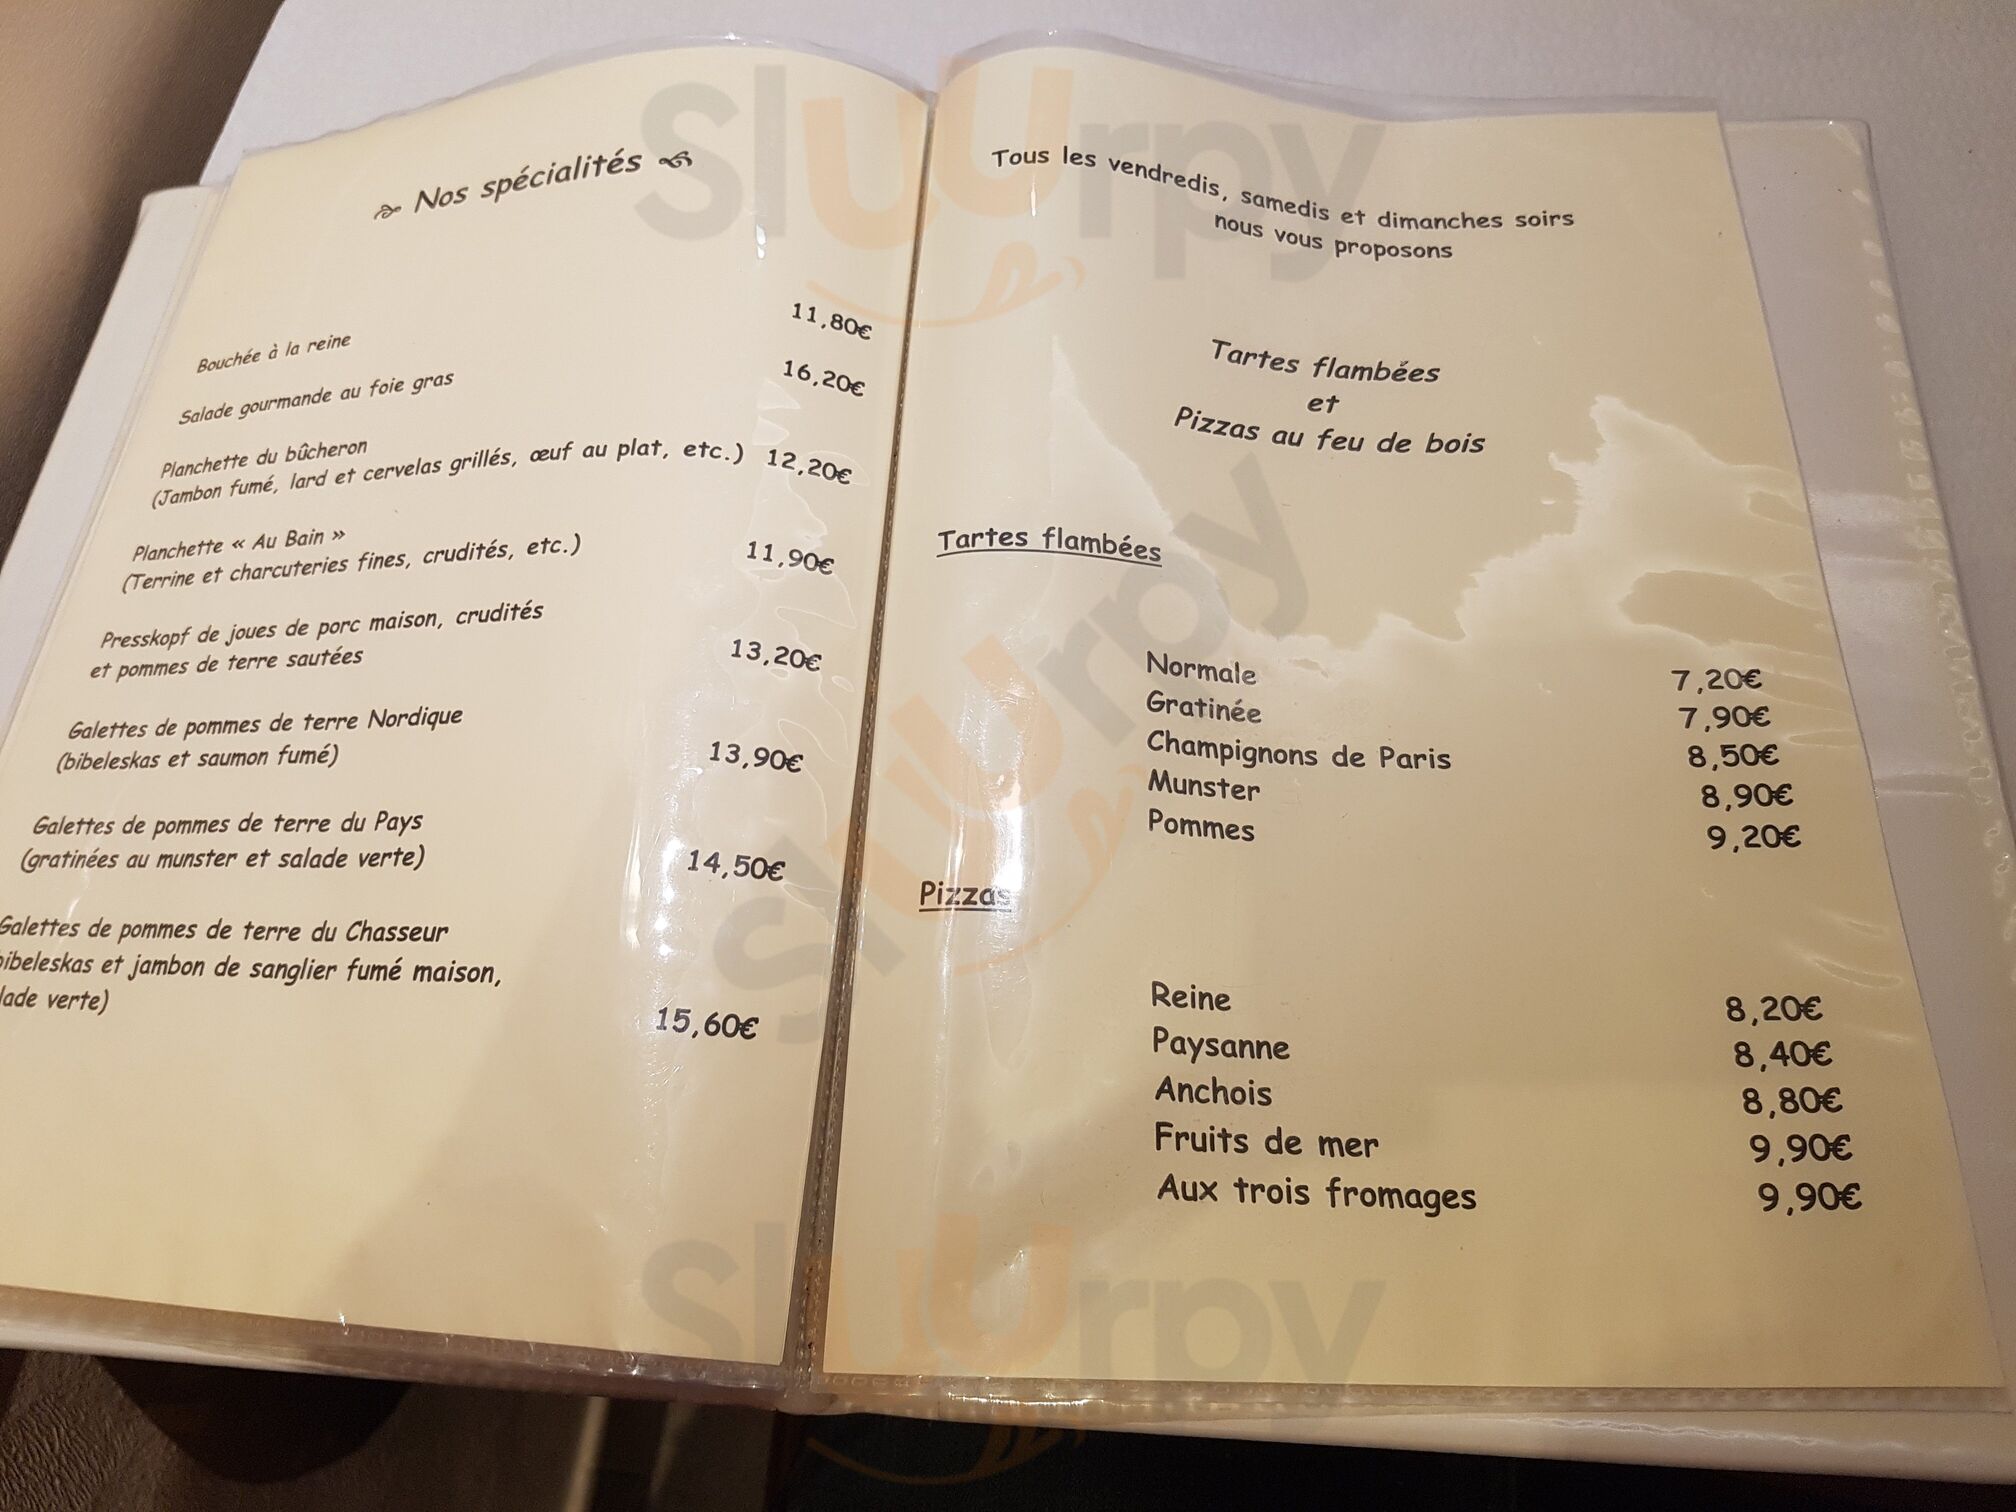 Nos spécialités
Bouchée à la reine 11,80€
Salade gourmande au foie gras 16,20€
Planchette du bûcheron
(Jambon fumé, lard et cervelas grillés, œuf au plat, etc.) 12,20€
Planchette « Au Bain »
(Terrine et charcuteries fines, crudités, etc.) 11,90€
Presskopf de joues de porc maison, crudités
et pommes de terre sautées 13,20€
Galettes de pommes de terre Nordique
(bibeleskas et saumon fumé) 13,90€
Galettes de pommes de terre du Pays
(gratinées au munster et salade verte) 14,50€
Galettes de pommes de terre du Chasseur
bibeleskas et jambon de sanglier fumé maison,
lade verte)
15,60€
Tous les vendredis, samedis et dimanches soirs
nous vous proposons
Tartes flambées
et
Pizzas au feu de bois
Tartes flambées
Normale 7,20€
Gratinée 7,90€
Champignons de Paris 8,50€
Munster 8,90€
Pommes 9,20€
Pizzas
Reine 8,20€
Paysanne 8,40€
Anchois 8,80€
Fruits de mer 9,90€
Aux trois fromages 9,90€
Sluurpy
Sluurpy
Sluurpy